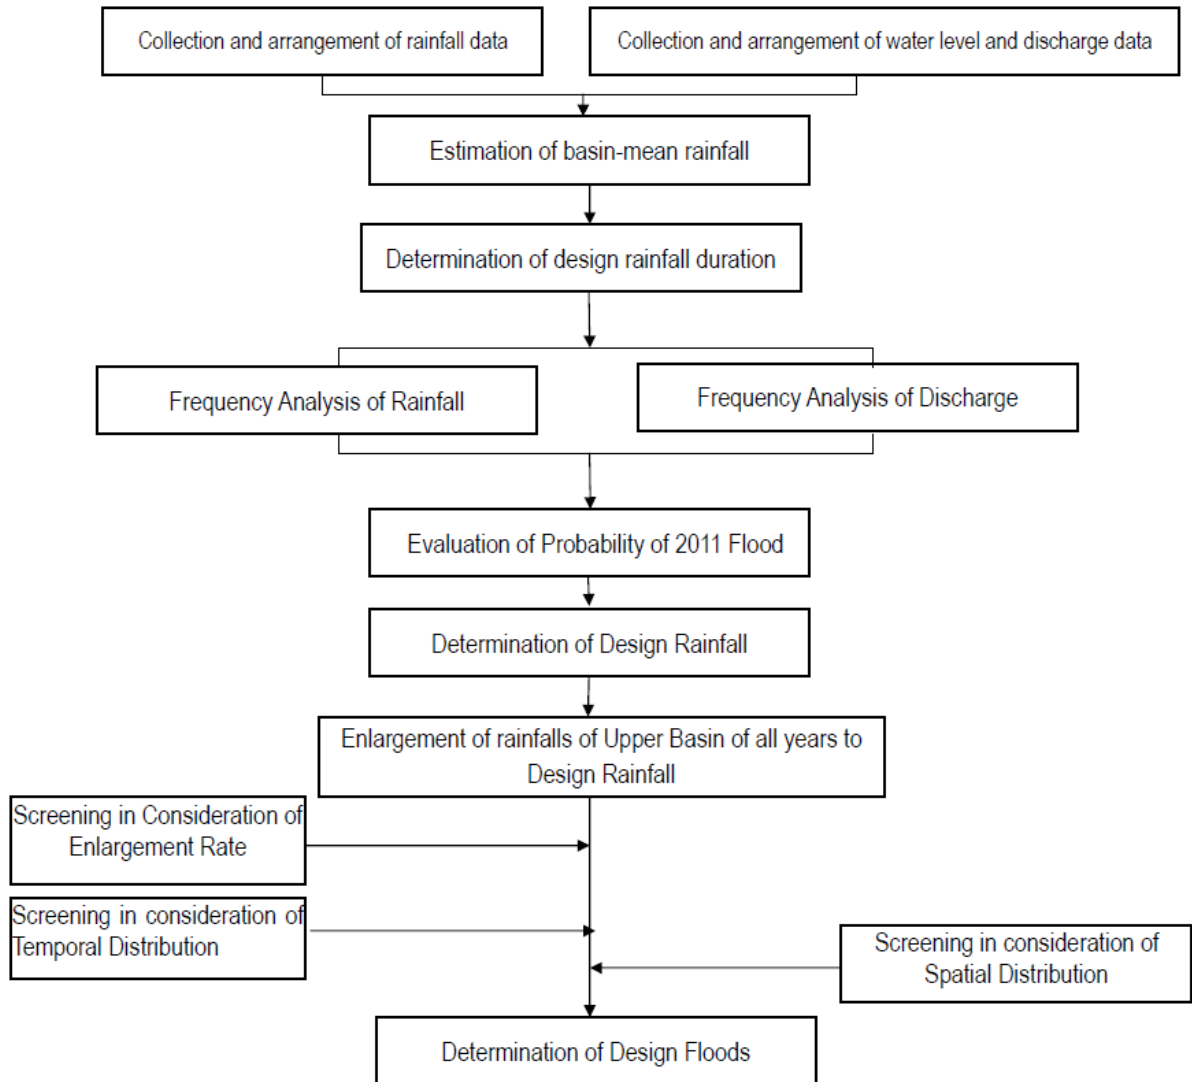 Collection and arrangement of rainfall data
Collection and arrangement of water level and discharge data
Estimation of basin-mean rainfall
Determination of design rainfall duration
Frequency Analysis of Rainfall
Frequency Analysis of Discharge
Evaluation of Probability of 2011 Flood
Determination of Design Rainfall
Enlargement of rainfalls of Upper Basin of all years to
Design Rainfall
Screening in Consideration of
Enlargement Rate
Screening in consideration of
Temporal Distribution
Screening in consideration of
Spatial Distribution
Determination of Design Floods